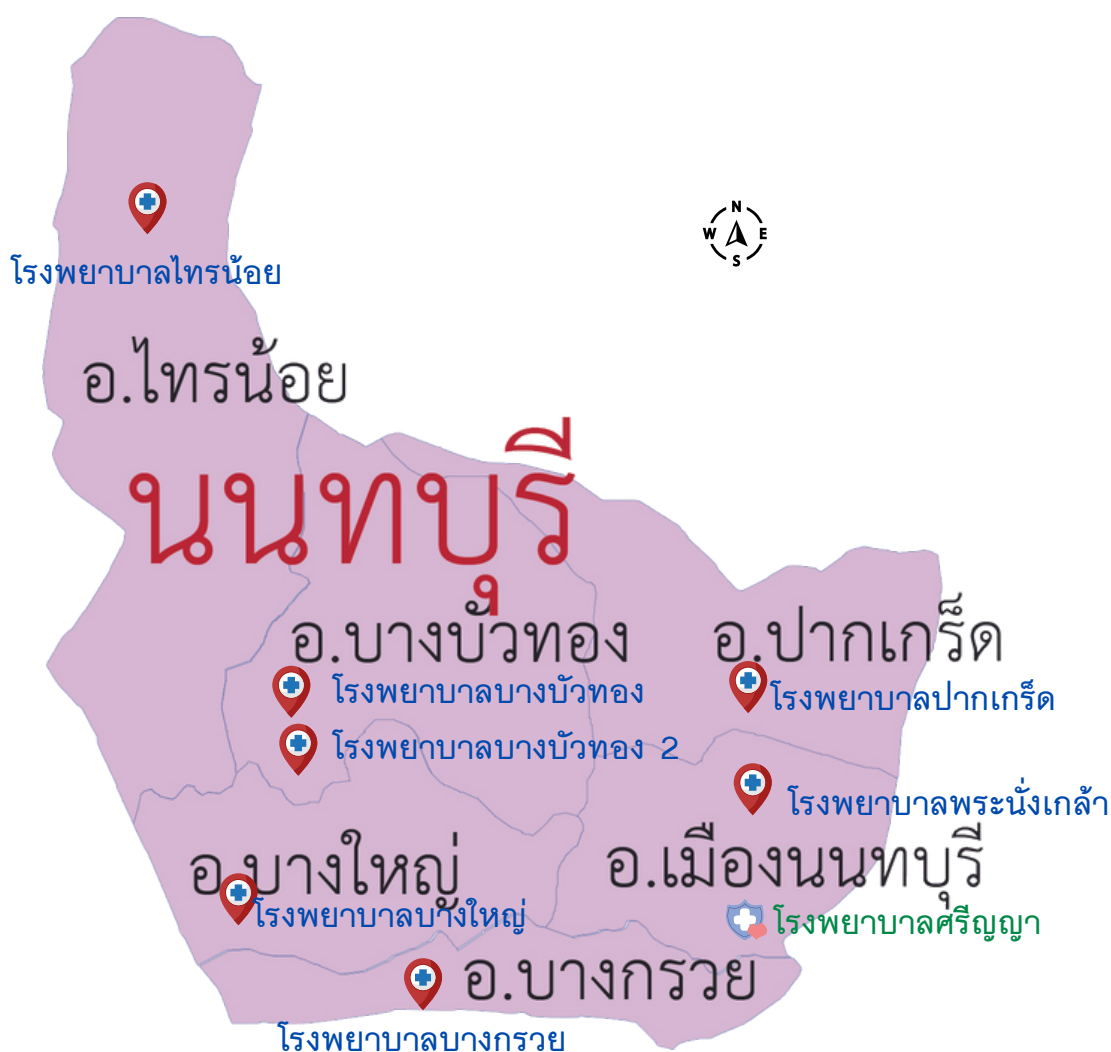 N
W E
S
โรงพยาบาลไทรน้อย
อ.ไทรน้อย
นนทบุรี
อ.บางบัวทอง
อ.ปากเกร็ด
โรงพยาบาลบางบัวทอง
โรงพยาบาลปากเกร็ด
โรงพยาบาลบางบัวทอง 2
โรงพยาบาลพระนั่งเกล้า
อ.บางใหญ่
อ.เมืองนนทบุรี
โรงพยาบาลบางใหญ่
โรงพยาบาลศรีญญา
อ.บางกรวย
โรงพยาบาลบางกรวย